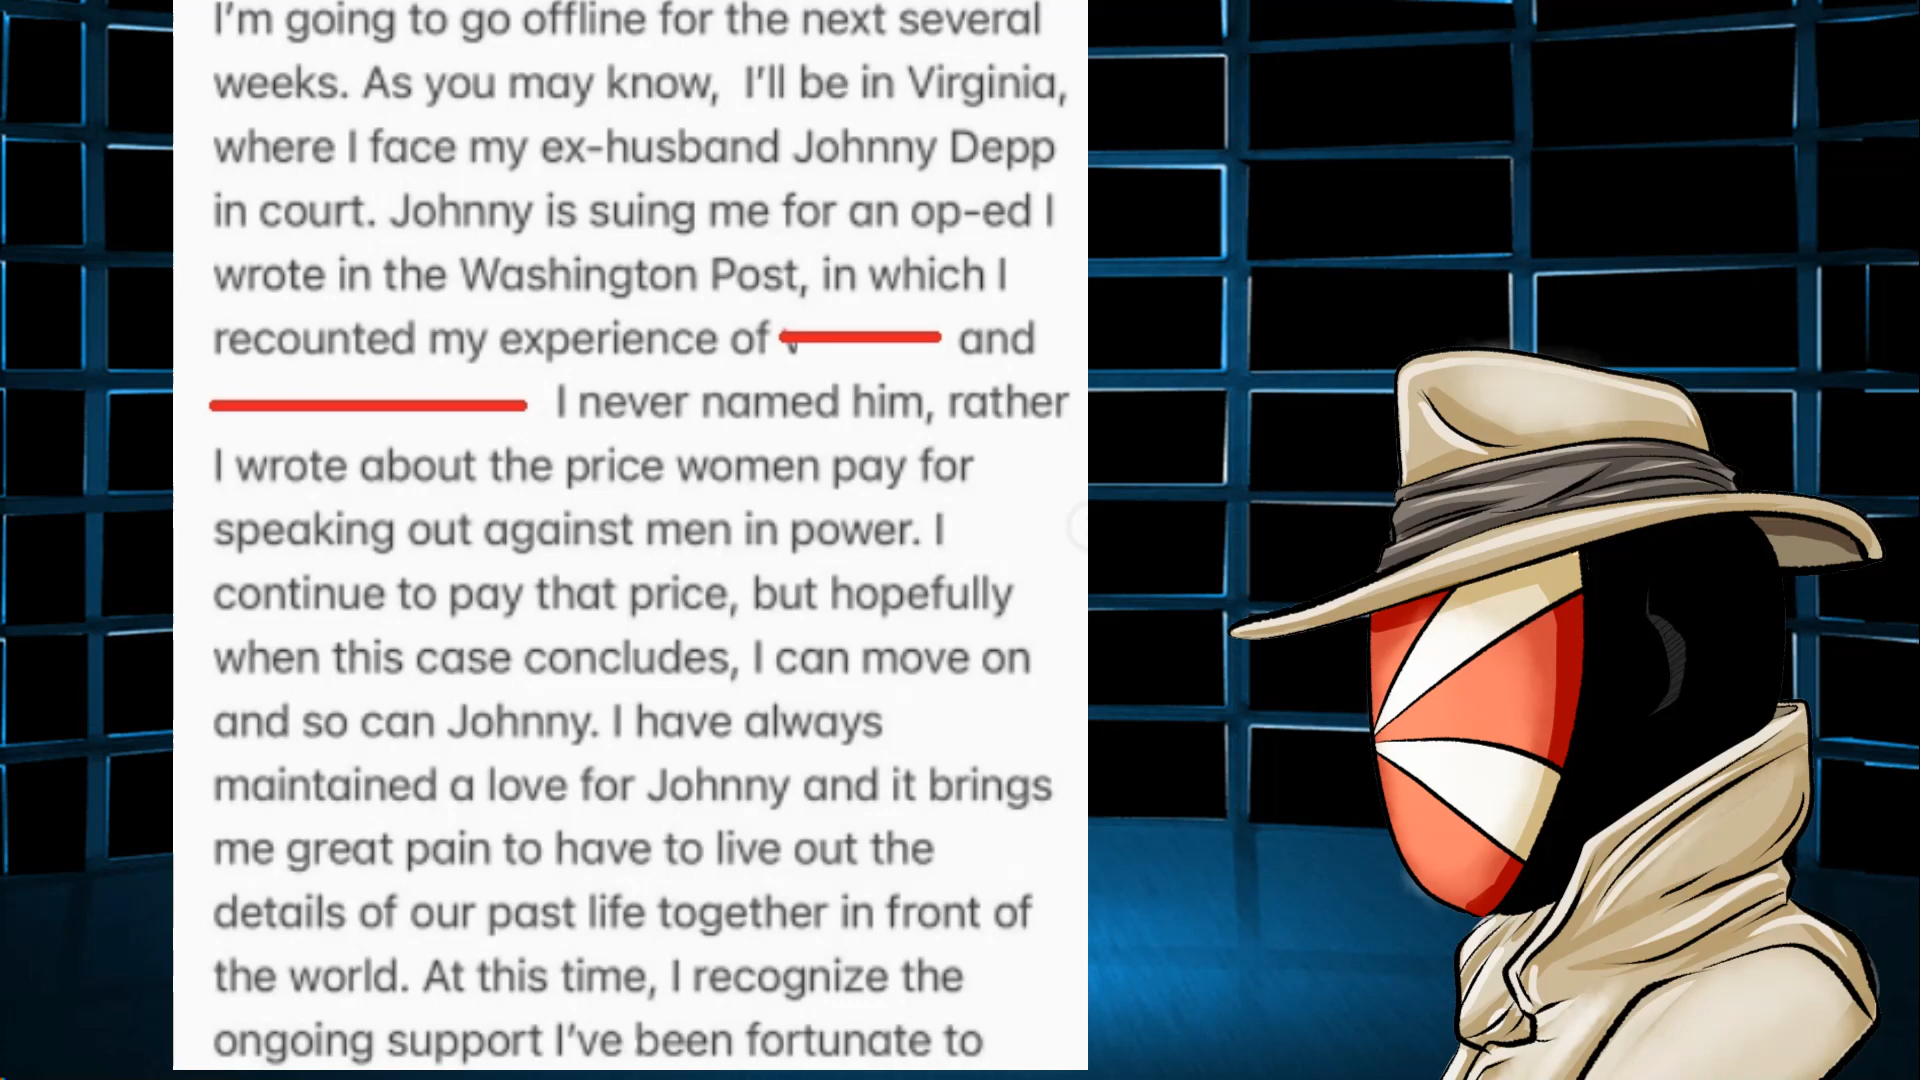 I’m going to go offline for the next several
weeks. As you may know,  I’ll be in Virginia,
where I face my ex-husband Johnny Depp
in court. Johnny is suing me for an op-ed I
wrote in the Washington Post, in which I
recounted my experience of and
I never named him, rather
I wrote about the price women pay for
speaking out against men in power. I
continue to pay that price, but hopefully
when this case concludes, I can move on
and so can Johnny. I have always
maintained a love for Johnny and it brings
me great pain to have to live out the
details of our past life together in front of
the world. At this time, I recognize the
ongoing support I’ve been fortunate to